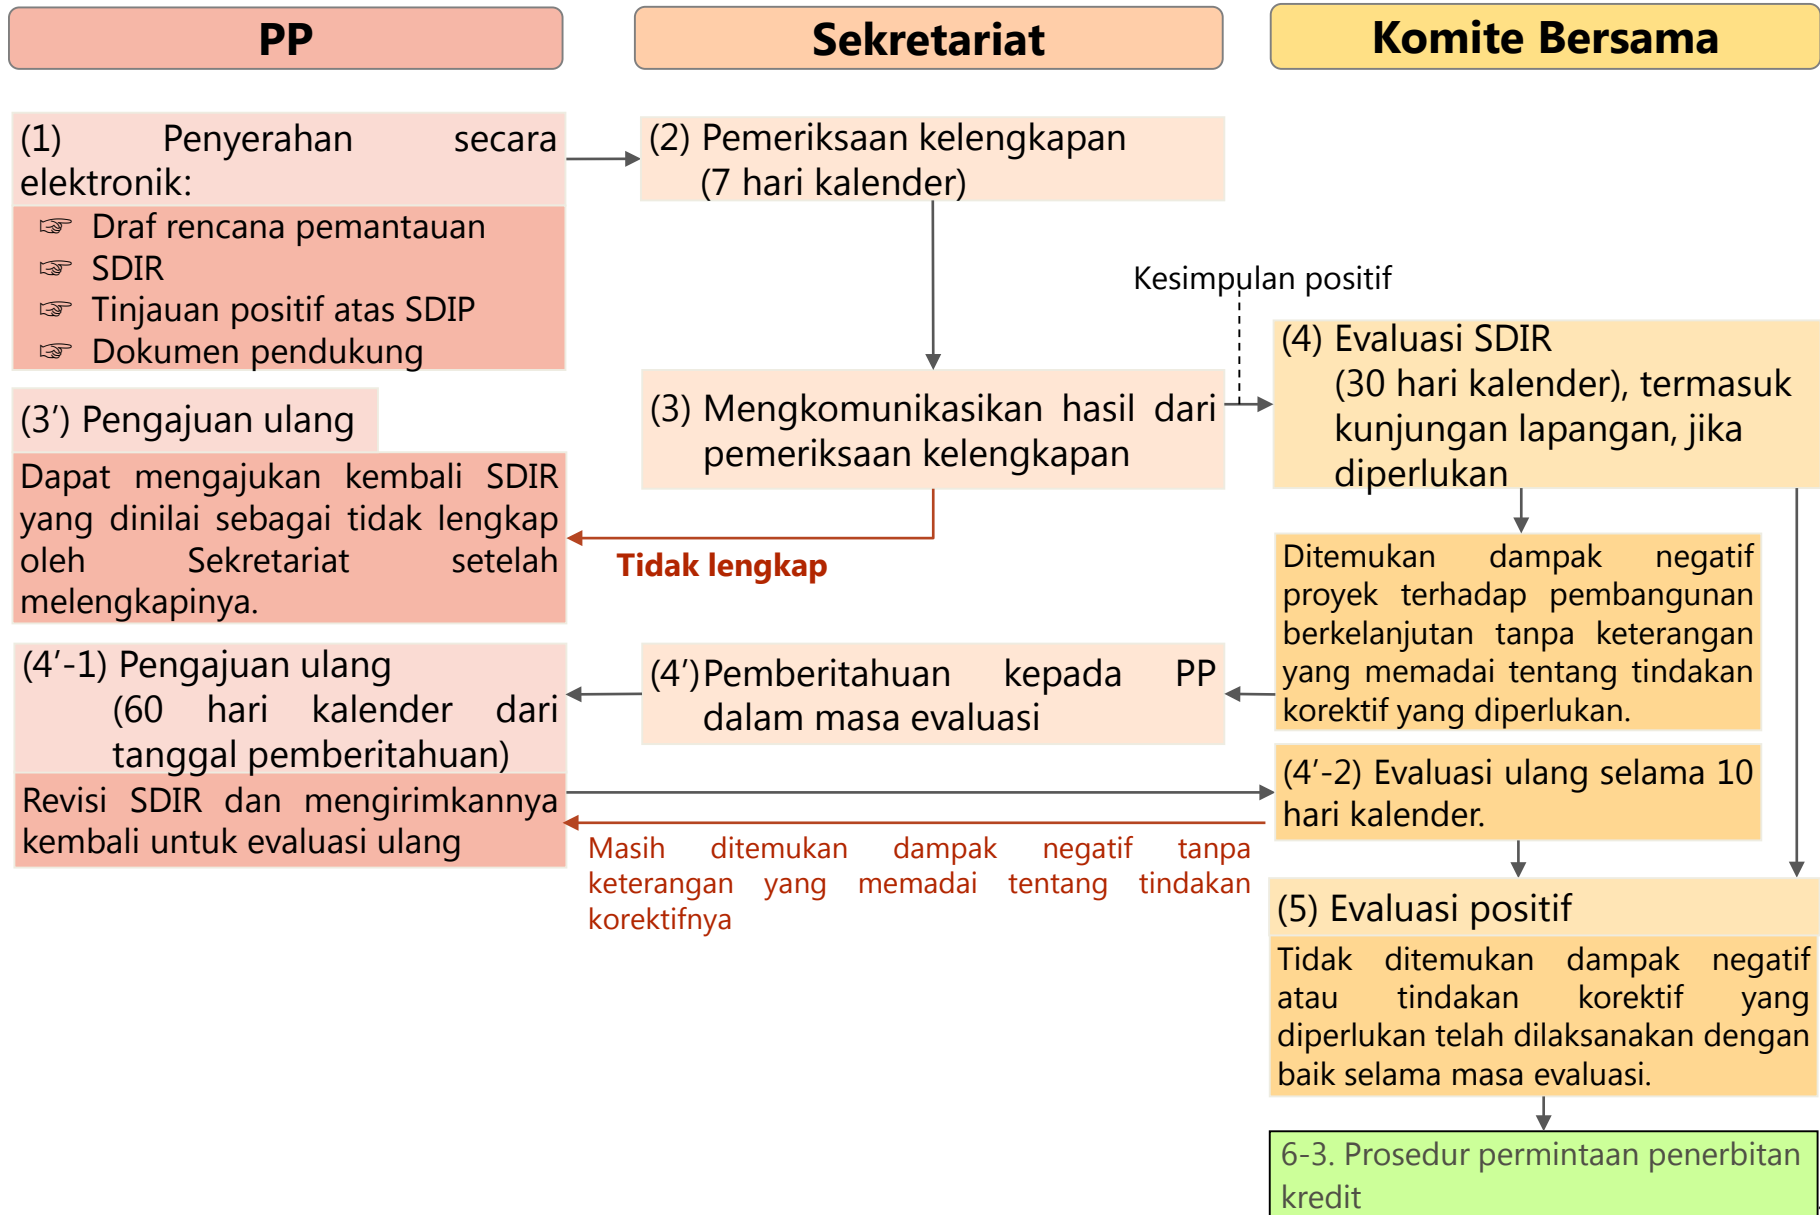 PP
Sekretariat
Komite Bersama
(1) Penyerahan secara
elektronik:
☞ Draf rencana pemantauan
☞ SDIR
☞ Tinjauan positif atas SDIP
☞ Dokumen pendukung
(2) Pemeriksaan kelengkapan
(7 hari kalender)
Kesimpulan positif
(3) Mengkomunikasikan hasil dari
pemeriksaan kelengkapan
(4) Evaluasi SDIR
(30 hari kalender), termasuk
kunjungan lapangan, jika
diperlukan
(3’) Pengajuan ulang
Dapat mengajukan kembali SDIR
yang dinilai sebagai tidak lengkap
oleh Sekretariat setelah
melengkapinya.
Tidak lengkap
Ditemukan dampak negatif
proyek terhadap pembangunan
berkelanjutan tanpa keterangan
yang memadai tentang tindakan
korektif yang diperlukan.
(4’) Pemberitahuan kepada PP
dalam masa evaluasi
(4’-1) Pengajuan ulang
(60 hari kalender dari
tanggal pemberitahuan)
Revisi SDIR dan mengirimkannya
kembali untuk evaluasi ulang
(4’-2) Evaluasi ulang selama 10
hari kalender.
Masih ditemukan dampak negatif tanpa
keterangan yang memadai tentang tindakan
korektifnya
(5) Evaluasi positif
Tidak ditemukan dampak negatif
atau tindakan korektif yang
diperlukan telah dilaksanakan dengan
baik selama masa evaluasi.
6-3. Prosedur permintaan penerbitan
kredit